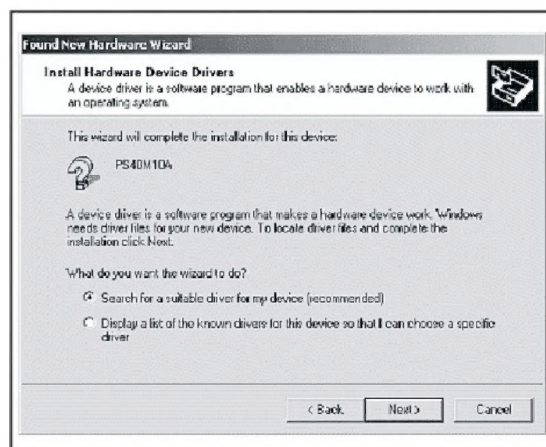 Found New Hardware Wizard
Install Hardware Device Drivers
A device driver is a software program that enables a hardware device to work with
an operating system.
This wizard will complete the installation for this device:
PS40M10A
A device driver is a software program that makes a hardware device work. Windows
needs driver files for your new device. To locate driver files and complete the
installation click Next.
What do you want the wizard to do?
Search for a suitable driver for my device (recommended)
Display a list of the known drivers for this device so that I can choose a specific
driver
< Back
Next >
Cancel